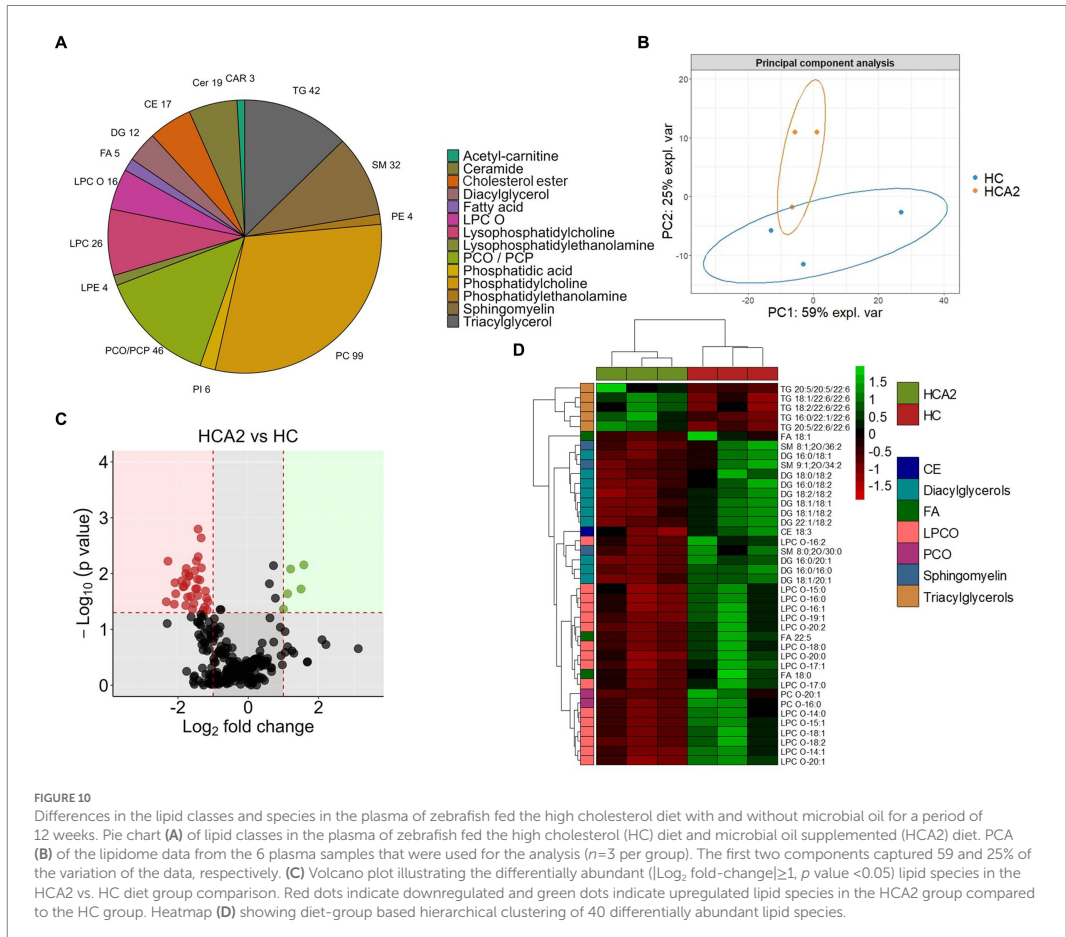 A
CAR 3
Cer 19
TG 42
CE 17
DG 12
SM 32
FA 5
LPC O 16
PE 4
LPC 26
LPE 4
PCO/PCP 46
PC 99
PI 6
Acetyl-carnitine
Ceramide
Cholesterol ester
Diacylglycerol
Fatty acid
LPC O
Lysophosphatidylcholine
Lysophosphatidylethanolamine
PCO / PCP
Phosphatidic acid
Phosphatidylcholine
Phosphatidylethanolamine
Sphingomyelin
Triacylglycerol
B
Principal component analysis
PC2: 25% expl. var
20
10
0
-10
-20
0
20
40
PC1: 59% expl. var
HC
HCA2
C
HCA2 vs HC
− Log10 (p value)
4
3
2
1
0
-2
0
2
Log2 fold change
D
TG 20:5/20:5/22:6
TG 18:1/22:6/22:6
TG 18:2/22:6/22:6
TG 16:0/22:1/22:6
TG 20:5/22:6/22:6
FA 18:1
SM 8:1;2O/36:2
DG 16:0/18:1
SM 9:1;2O/34:2
DG 18:0/18:2
DG 16:0/18:2
DG 18:2/18:2
DG 18:1/18:1
DG 18:1/18:2
DG 22:1/18:2
CE 18:3
LPC O-16:2
SM 8:0;2O/30:0
DG 16:0/20:1
DG 16:0/16:0
DG 18:1/20:1
LPC O-15:0
LPC O-16:0
LPC O-16:1
LPC O-19:1
LPC O-20:2
FA 22:5
LPC O-18:0
LPC O-20:0
LPC O-17:1
FA 18:0
LPC O-17:0
PC O-20:1
PC O-16:0
LPC O-14:0
LPC O-15:1
LPC O-18:1
LPC O-18:2
LPC O-14:1
LPC O-20:1
1.5
1
0.5
0
-0.5
-1
-1.5
HCA2
HC
CE
Diacylglycerols
FA
LPCO
PCO
Sphingomyelin
Triacylglycerols
FIGURE 10
Differences in the lipid classes and species in the plasma of zebrafish fed the high cholesterol diet with and without microbial oil for a period of
12 weeks. Pie chart (A) of lipid classes in the plasma of zebrafish fed the high cholesterol (HC) diet and microbial oil supplemented (HCA2) diet. PCA
(B) of the lipidome data from the 6 plasma samples that were used for the analysis (n=3 per group). The first two components captured 59 and 25% of
the variation of the data, respectively. (C) Volcano plot illustrating the differentially abundant (|Log2 fold-change|≥1, p value <0.05) lipid species in the
HCA2 vs. HC diet group comparison. Red dots indicate downregulated and green dots indicate upregulated lipid species in the HCA2 group compared
to the HC group. Heatmap (D) showing diet-group based hierarchical clustering of 40 differentially abundant lipid species.